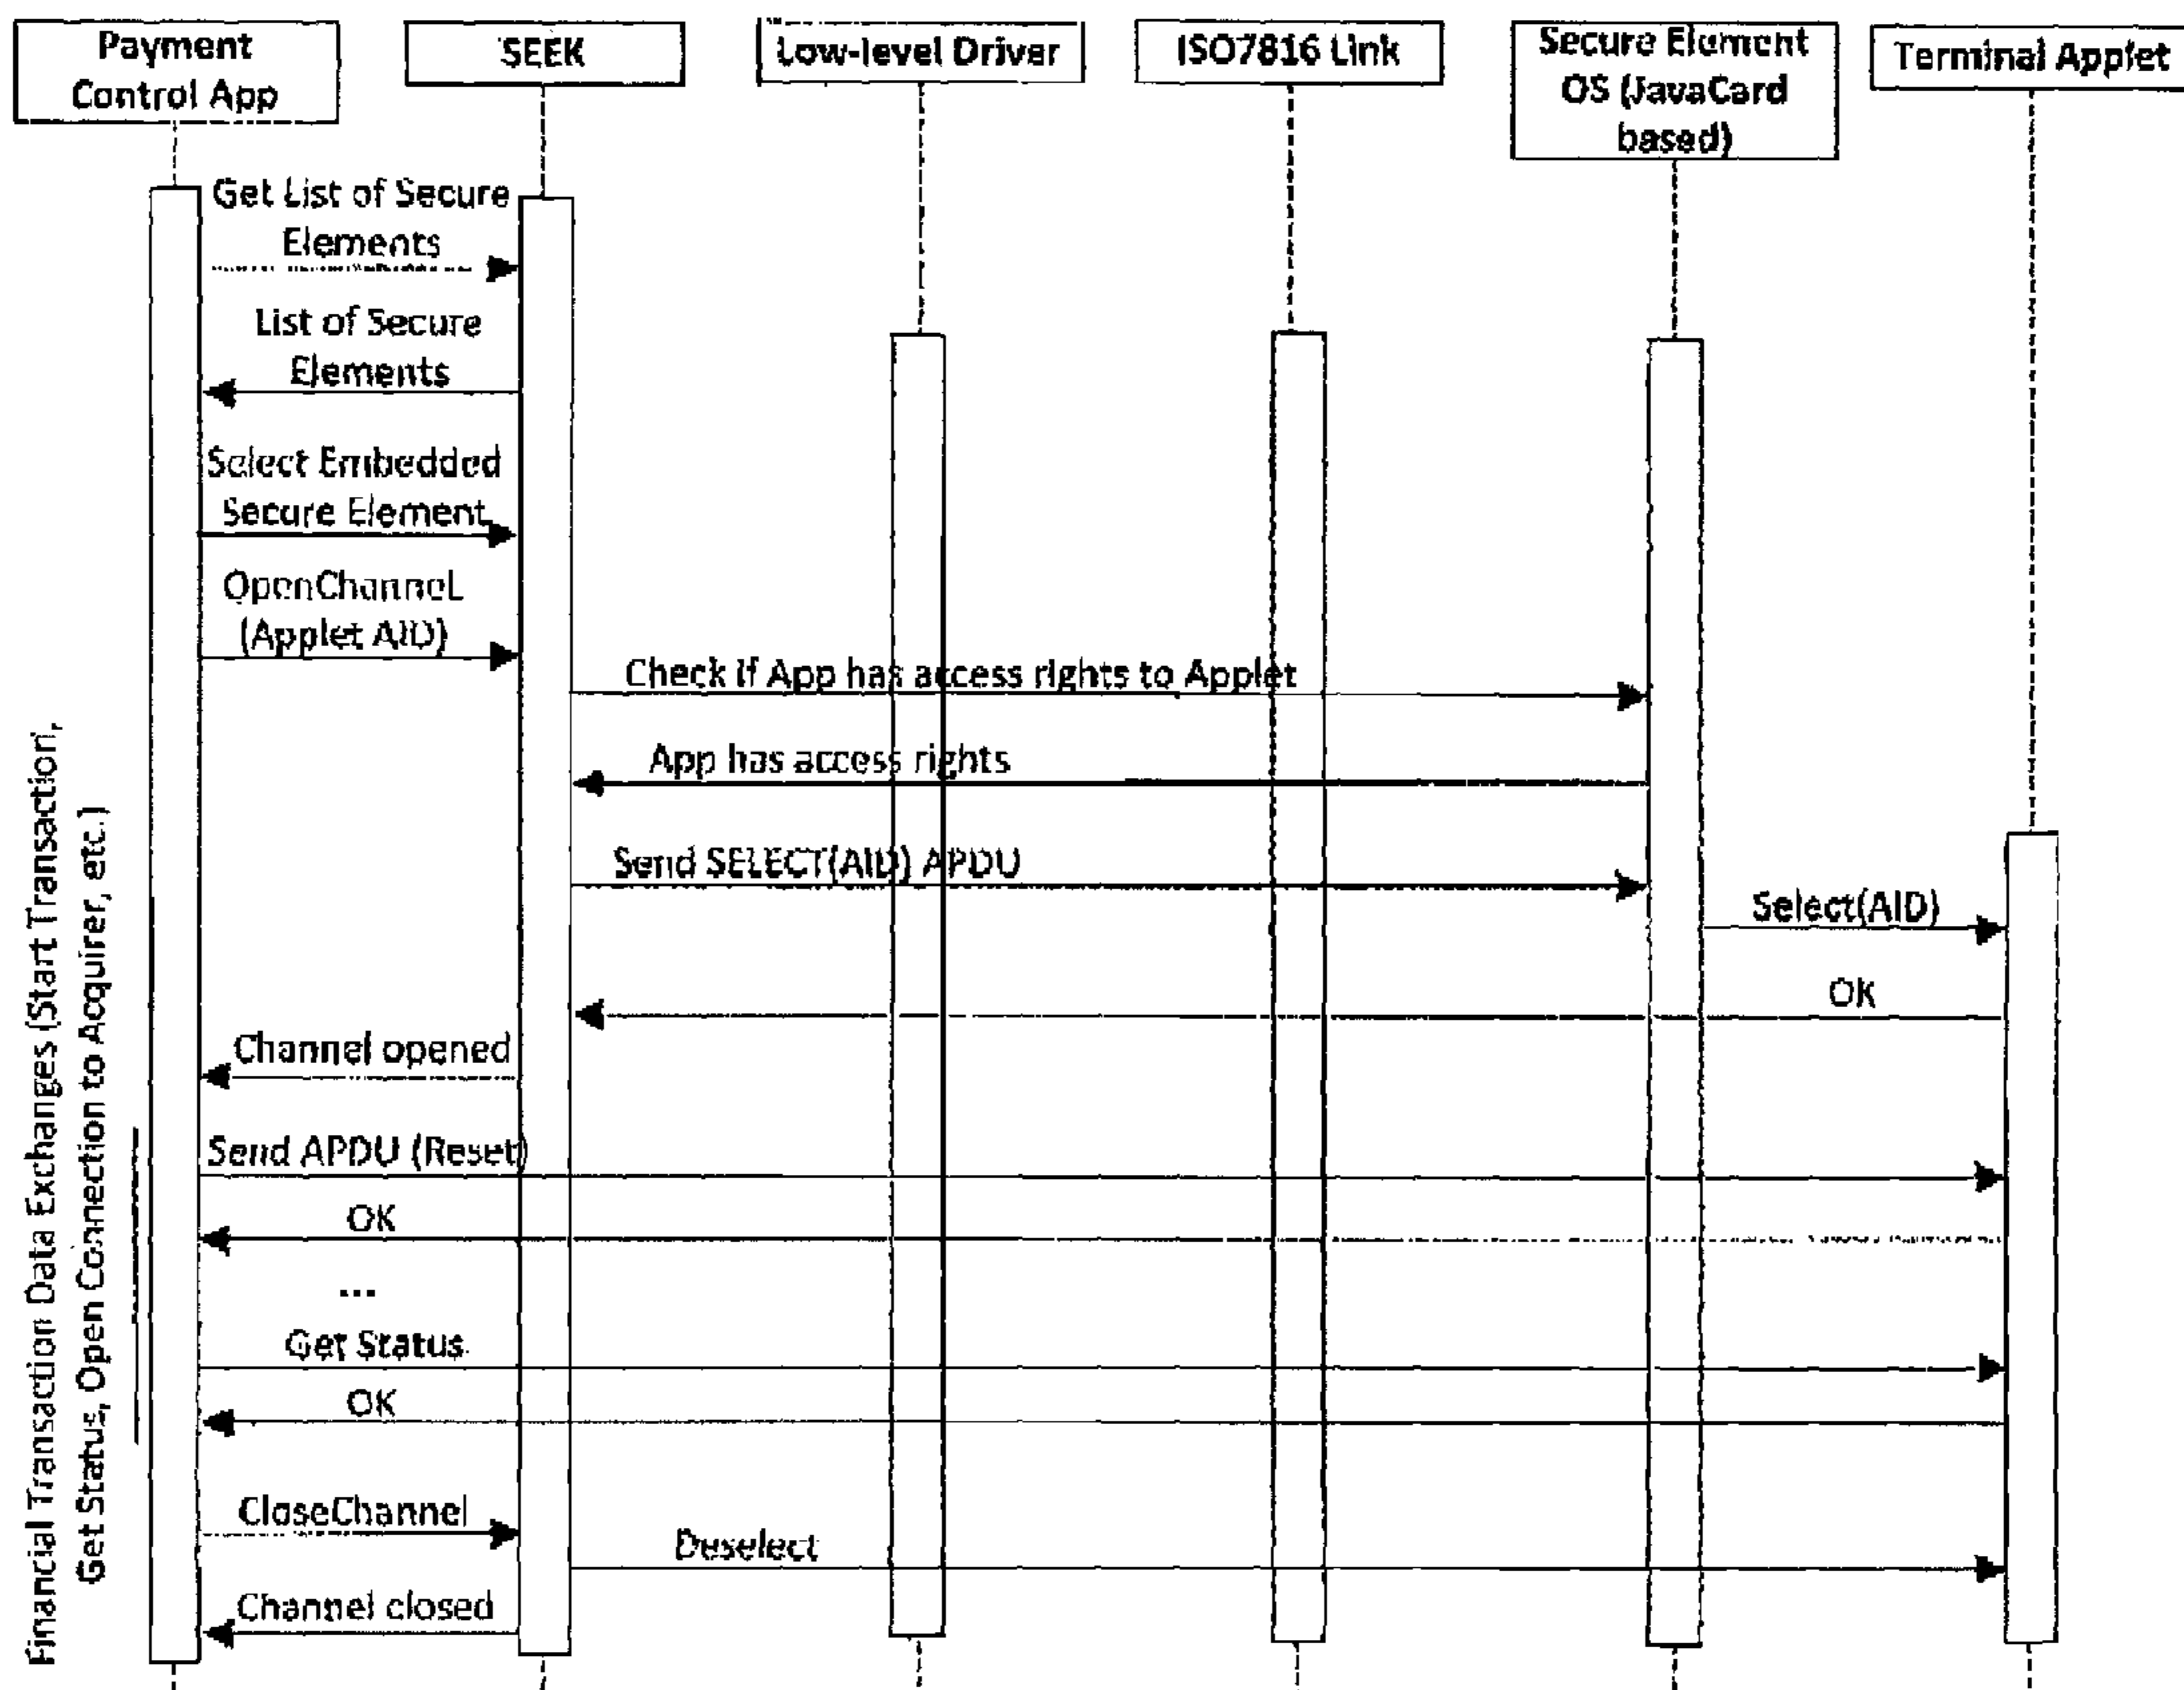 Payment
Control App
SEEK
Low-level Driver
ISO7816 Link
Secure Element
OS (JavaCard
based)
Terminal Applet
Get List of Secure
Elements
List of Secure
Elements
Select Embedded
Secure Element
OpenChannel
(Applet AID)
Check if App has access rights to Applet
App has access rights
Send SELECT(AID) APDU
Select(AID)
OK
Channel opened
Send APDU (Reset)
OK
...
Get Status
OK
CloseChannel
Deselect
Channel closed
Financial Transaction Data Exchanges (Start Transaction,
Get Status, Open Connection to Acquirer, etc.)